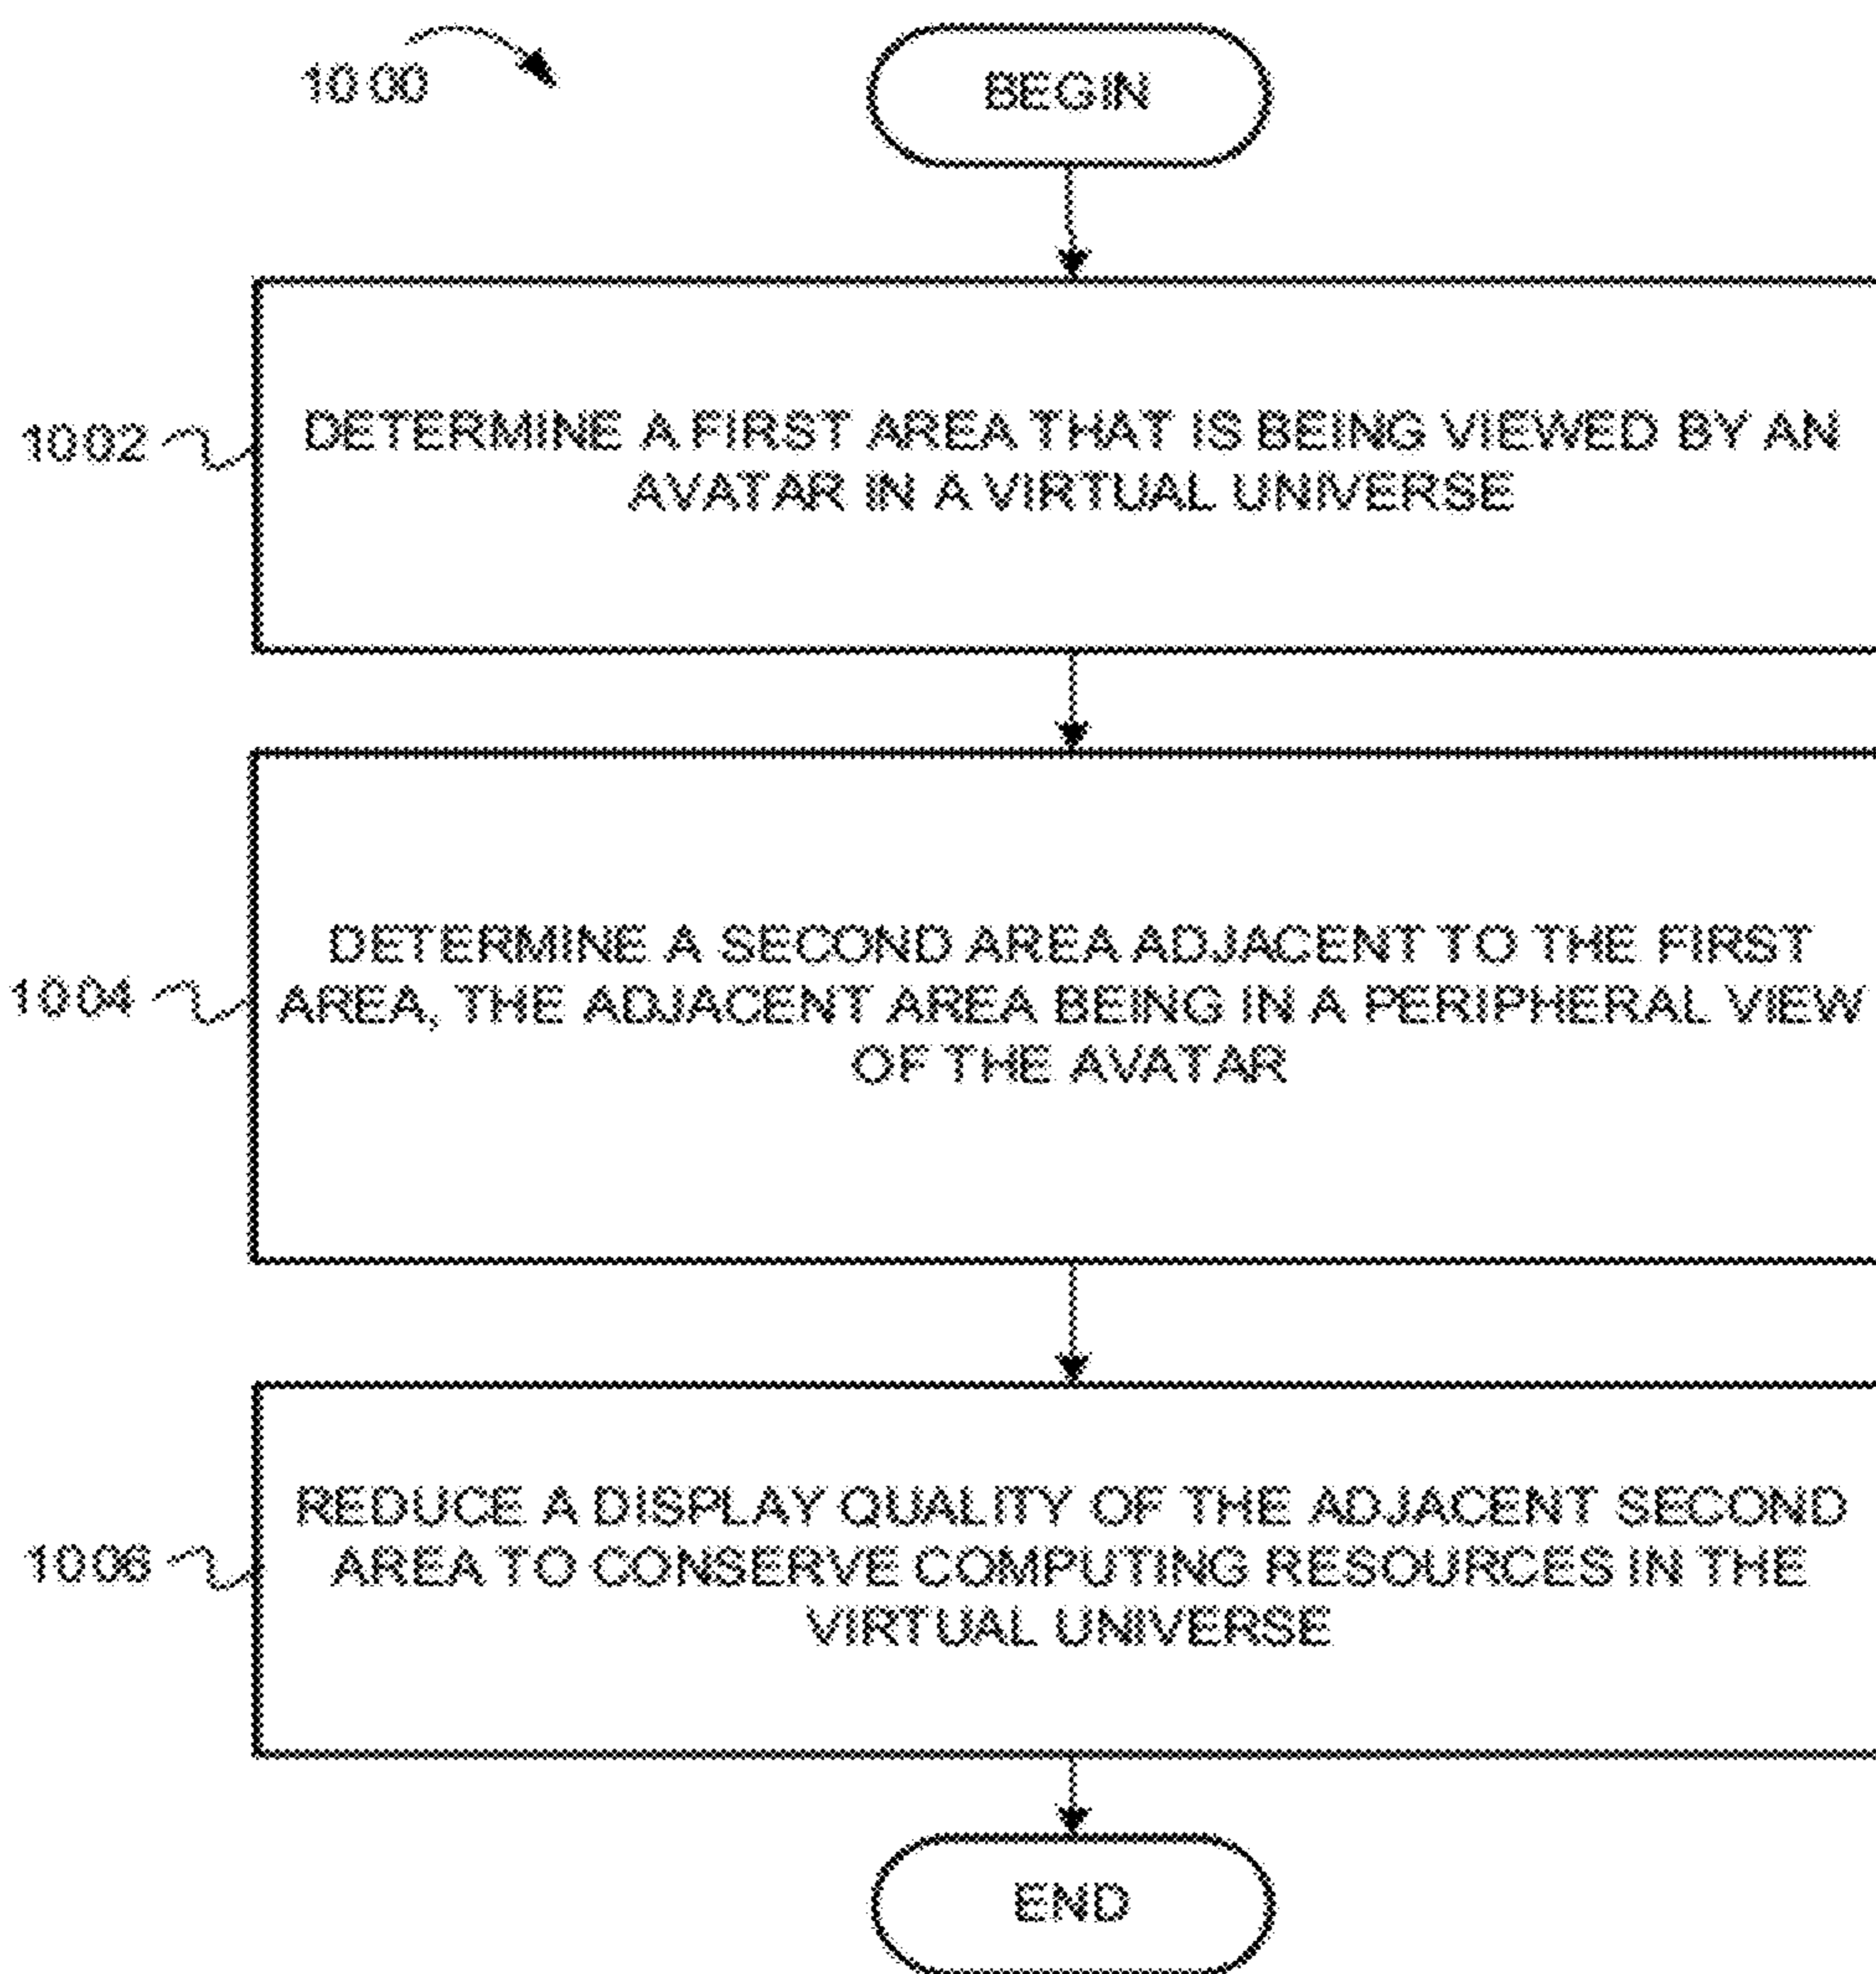 1000
BEGIN
1002
DETERMINE A FIRST AREA THAT IS BEING VIEWED BY AN
AVATAR IN A VIRTUAL UNIVERSE
1004
DETERMINE A SECOND AREA ADJACENT TO THE FIRST
AREA, THE ADJACENT AREA BEING IN A PERIPHERAL VIEW
OF THE AVATAR
1006
REDUCE A DISPLAY QUALITY OF THE ADJACENT SECOND
AREA TO CONSERVE COMPUTING RESOURCES IN THE
VIRTUAL UNIVERSE
END